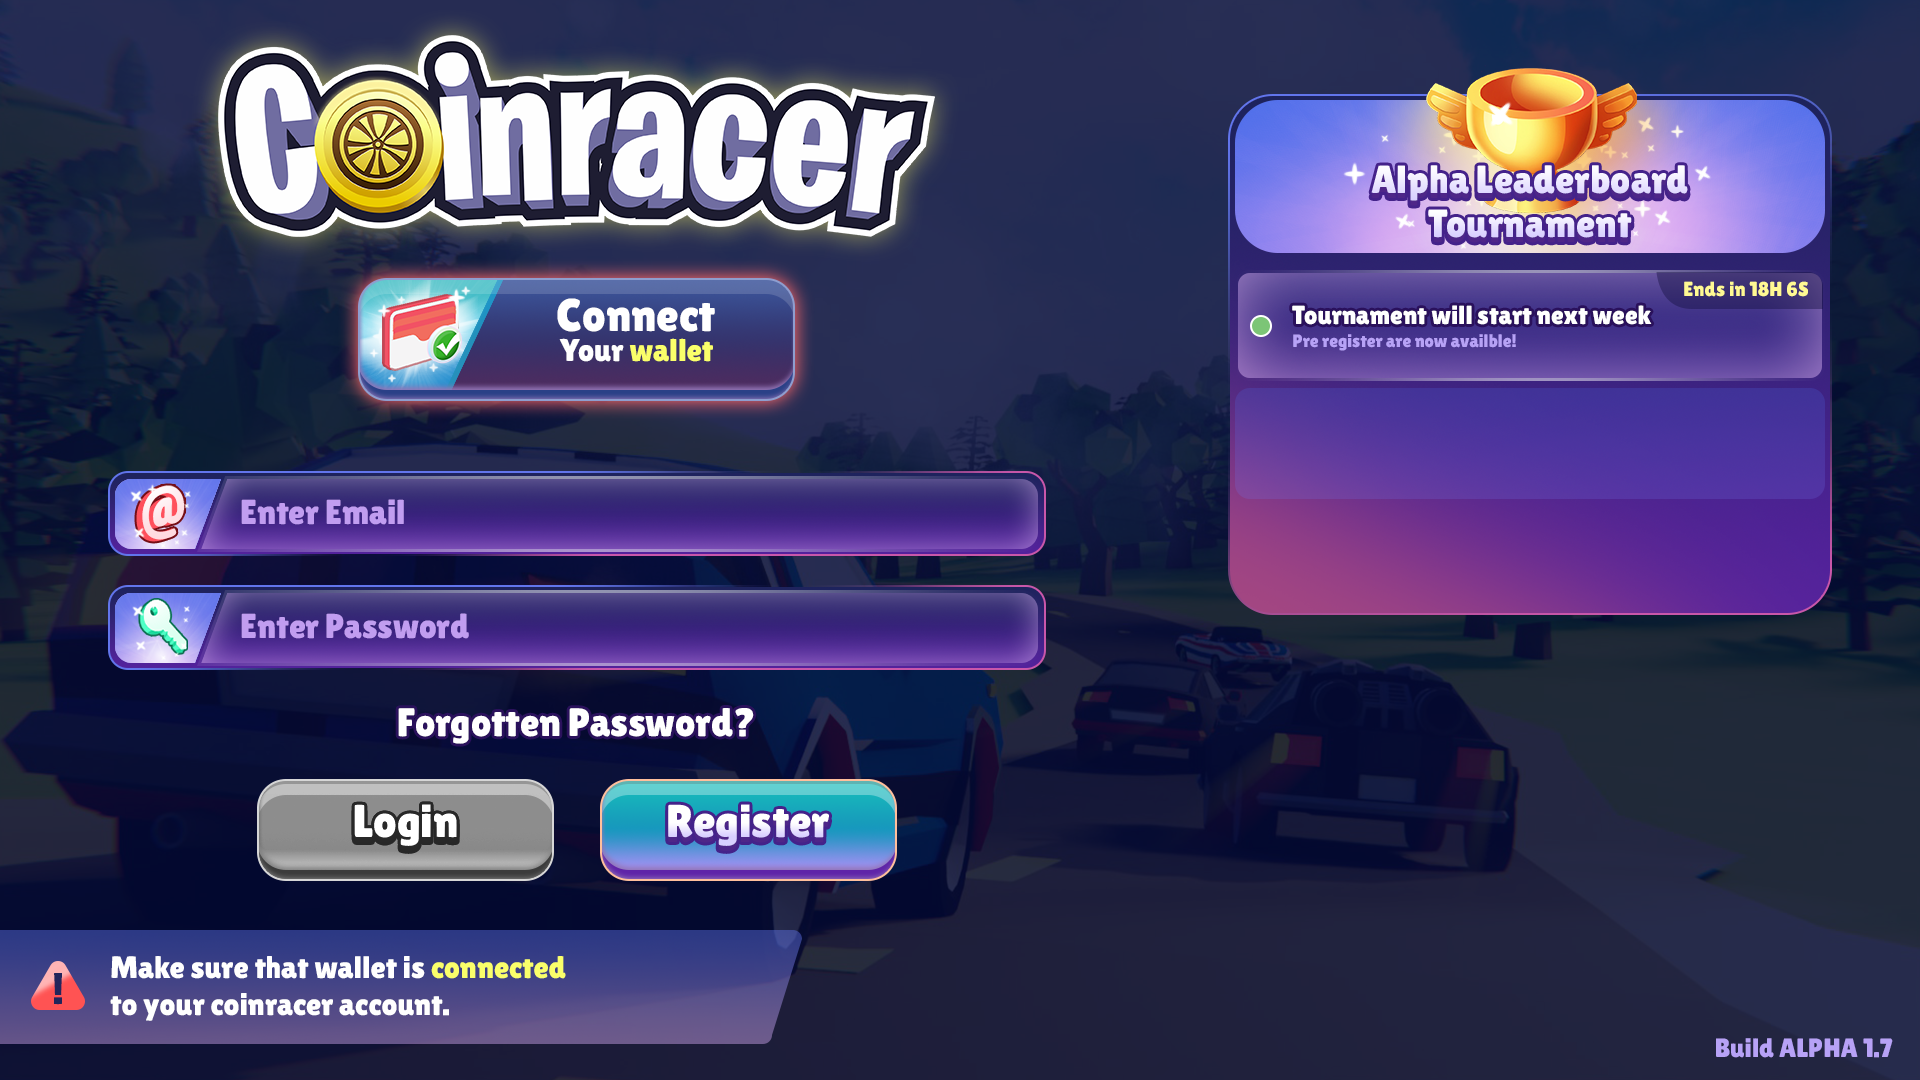 Coinracer
Connect
Your wallet
Enter Email
Enter Password
Forgotten Password?
Login
Register
Make sure that wallet is connected
to your coinracer account.
Alpha Leaderboard
Tournament
Ends in 18H 6S
Tournament will start next week
Pre register are now availble!
Build ALPHA 1.7